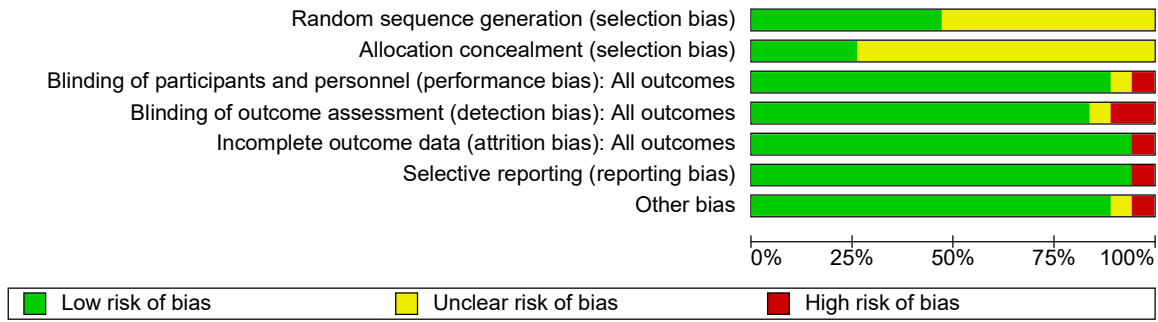 Random sequence generation (selection bias)
Allocation concealment (selection bias)
Blinding of participants and personnel (performance bias): All outcomes
Blinding of outcome assessment (detection bias): All outcomes
Incomplete outcome data (attrition bias): All outcomes
Selective reporting (reporting bias)
Other bias
0% 25% 50% 75% 100%
Low risk of bias Unclear risk of bias High risk of bias